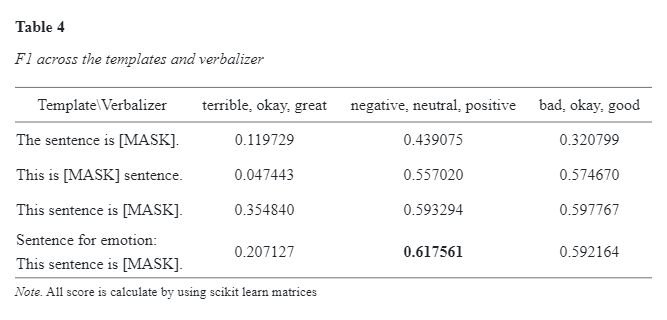 Table 4
F1 across the templates and verbalizer
Template\Verbalizer terrible, okay, great negative, neutral, positive bad, okay, good
The sentence is [MASK]. 0.119729 0.439075 0.320799
This is [MASK] sentence. 0.047443 0.557020 0.574670
This sentence is [MASK]. 0.354840 0.593294 0.597767
Sentence for emotion:
This sentence is [MASK]. 0.207127 0.617561 0.592164
Note. All score is calculate by using scikit learn matrices